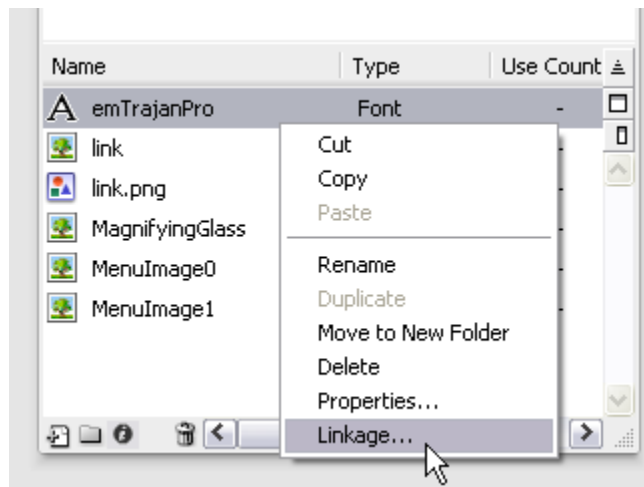 Name Type Use Count
emTrajanPro Font -
link
link.png
MagnifyingGlass
MenuImage0
MenuImage1
Cut
Copy
Paste
Rename
Duplicate
Move to New Folder
Delete
Properties...
Linkage...